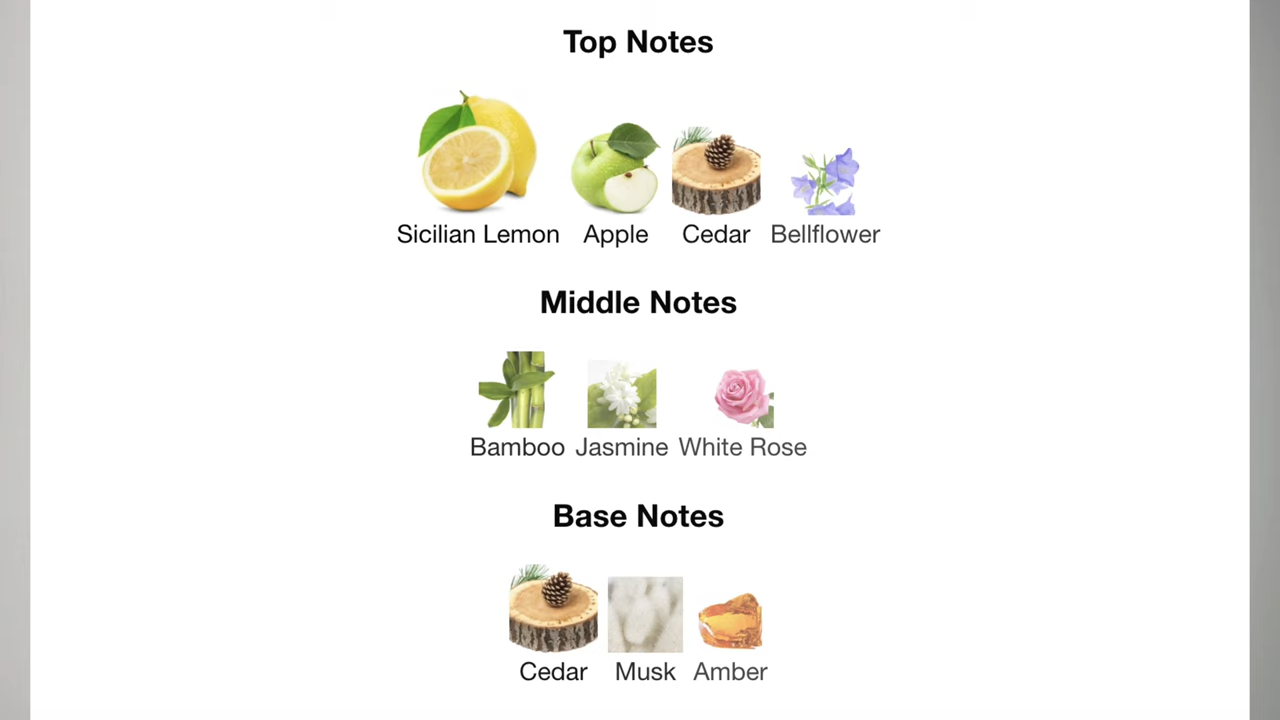 Top Notes
Sicilian Lemon Apple Cedar Bellflower
Middle Notes
Bamboo Jasmine White Rose
Base Notes
Cedar Musk Amber